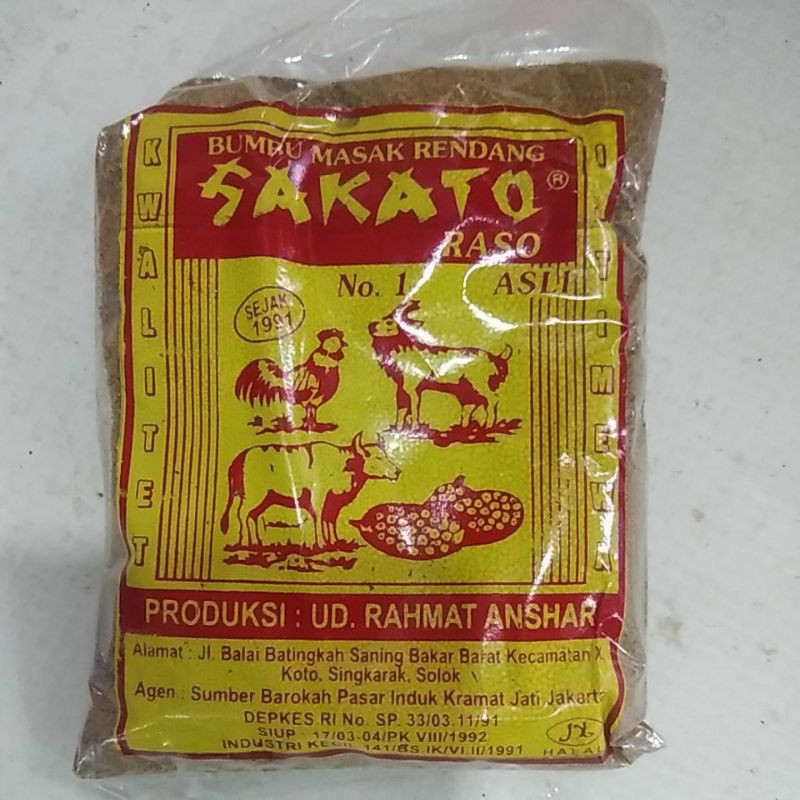 BUMBU MASAK RENDANG
SAKATO ®
RASO
No. 1 ASLI
SEJAK
1991
KWALITET
ISTIMEWA
PRODUKSI : UD. RAHMAT ANSHAR
Alamat : Jl. Balai Batingkah Saning Bakar Barat Kecamatan X
Koto. Singkarak. Solok
Agen : Sumber Barokah Pasar Induk Kramat Jati Jakarta
DEPKES RI No. SP. 33/03.11/91
SIUP : 17/03-04/PK VIII/1992
INDUSTRI KECIL 141/BS IK/VI.II/1991
HALAL